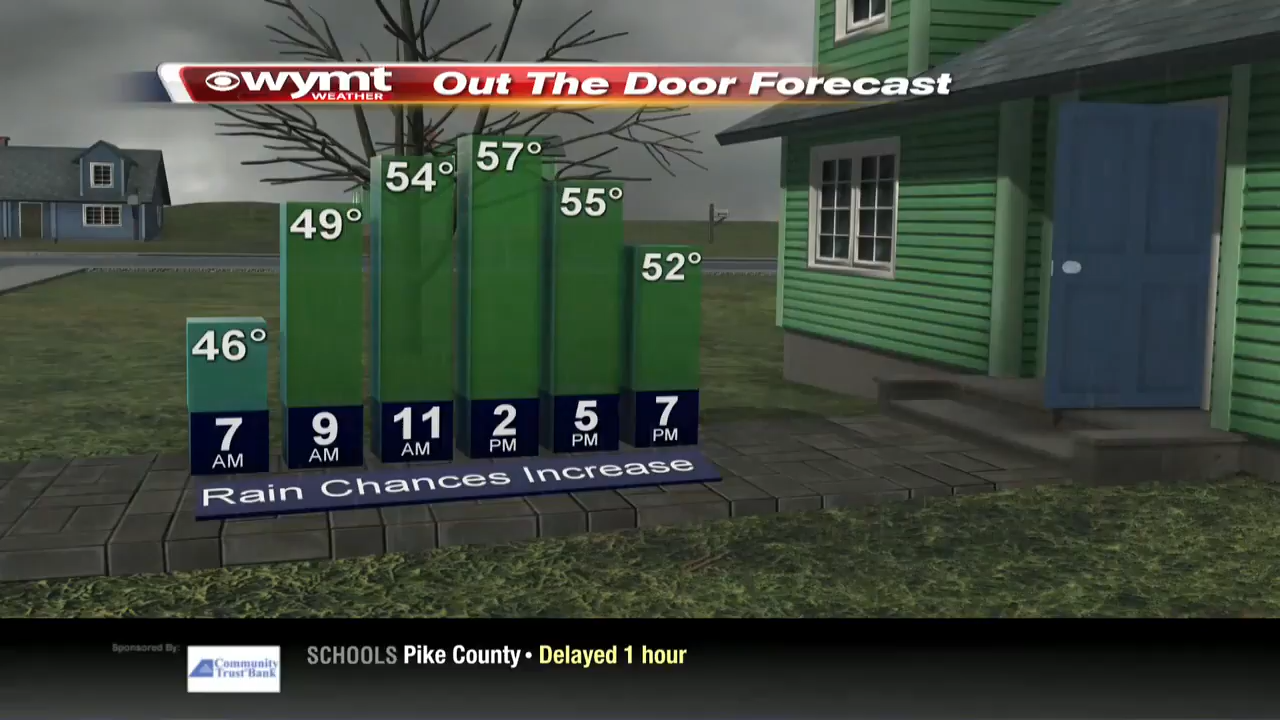 wymt
WEATHER
Out The Door Forecast
46° 49° 54° 57° 55° 52°
7 AM 9 AM 11 AM 2 PM 5 PM 7 PM
Rain Chances Increase
Sponsored By:
Community
Trust Bank
SCHOOLS Pike County • Delayed 1 hour